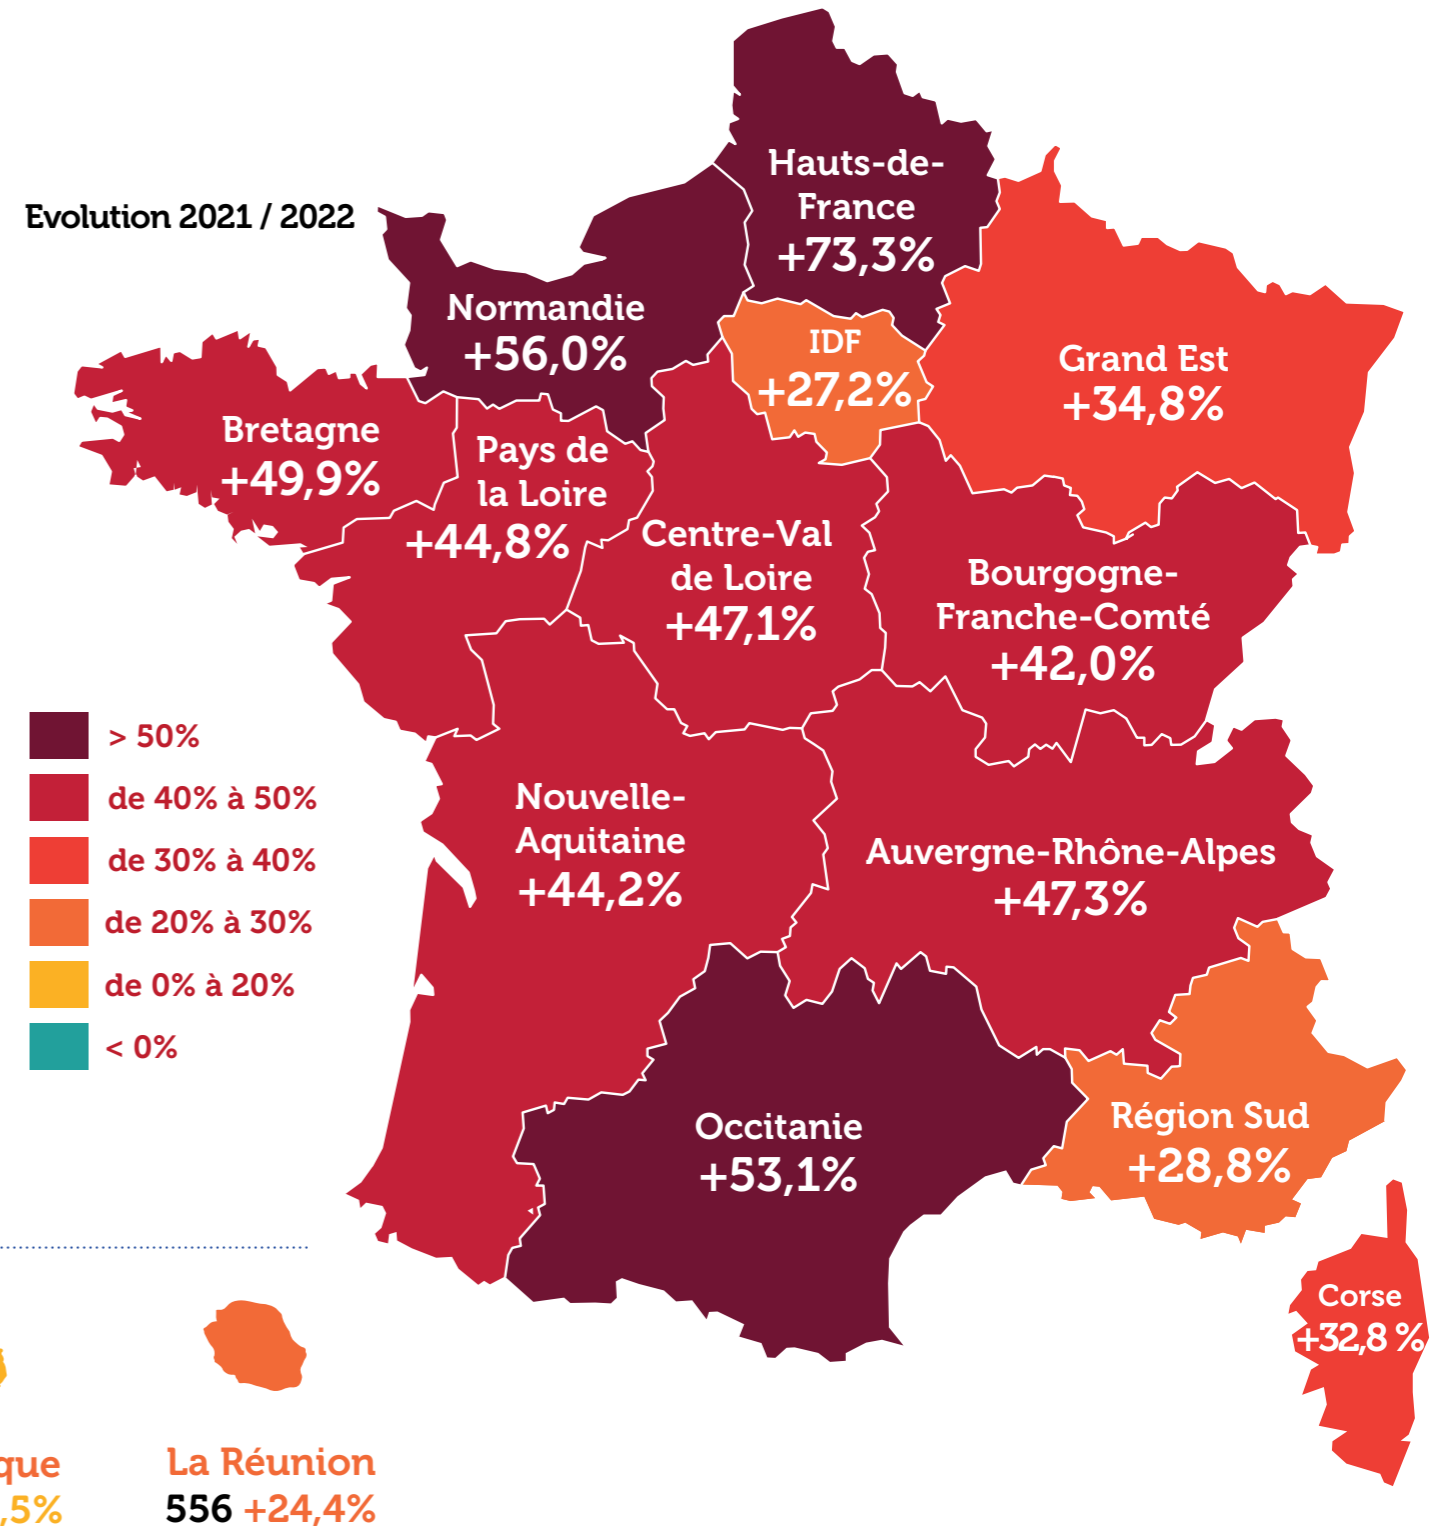 Evolution 2021 / 2022
Hauts-de-
France
+73,3%
Normandie
+56,0%
IDF
+27,2%
Grand Est
+34,8%
Bretagne
+49,9%
Pays de
la Loire
+44,8%
Centre-Val
de Loire
+47,1%
Bourgogne-
Franche-Comté
+42,0%
> 50%
de 40% à 50%
de 30% à 40%
de 20% à 30%
de 0% à 20%
< 0%
Nouvelle-
Aquitaine
+44,2%
Auvergne-Rhône-Alpes
+47,3%
Occitanie
+53,1%
Région Sud
+28,8%
Corse
+32,8 %
que
,5%
La Réunion
556 +24,4%